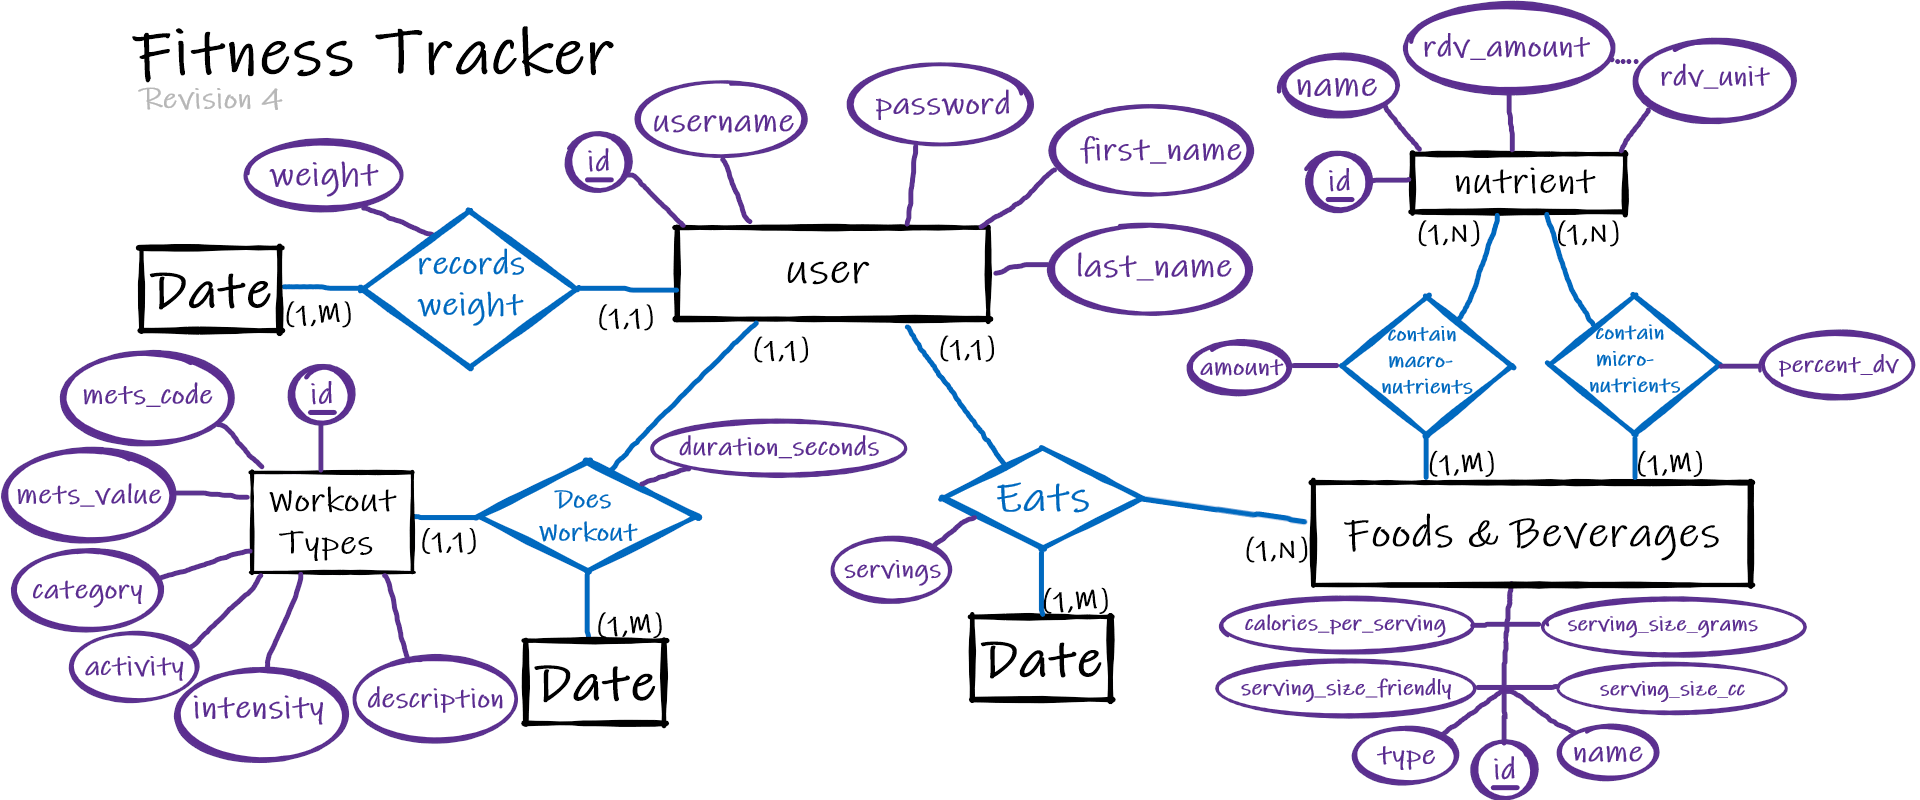 Fitness Tracker
Revision 4
weight
id
username
password
first_name
last_name
user
records
weight
Date
(1,M)
(1,1)
(1,1)
(1,1)
name
rdv_amount
rdv_unit
id
nutrient
(1,N)
(1,N)
contain
macro-
nutrients
contain
micro-
nutrients
amount
percent_dv
(1,M)
(1,M)
mets_code
id
mets_value
Workout
Types
category
activity
intensity
description
(1,1)
duration_seconds
Does
Workout
(1,M)
Date
Eats
servings
(1,M)
Date
(1,N)
Foods & Beverages
calories_per_serving
serving_size_grams
serving_size_friendly
serving_size_cc
type
id
name